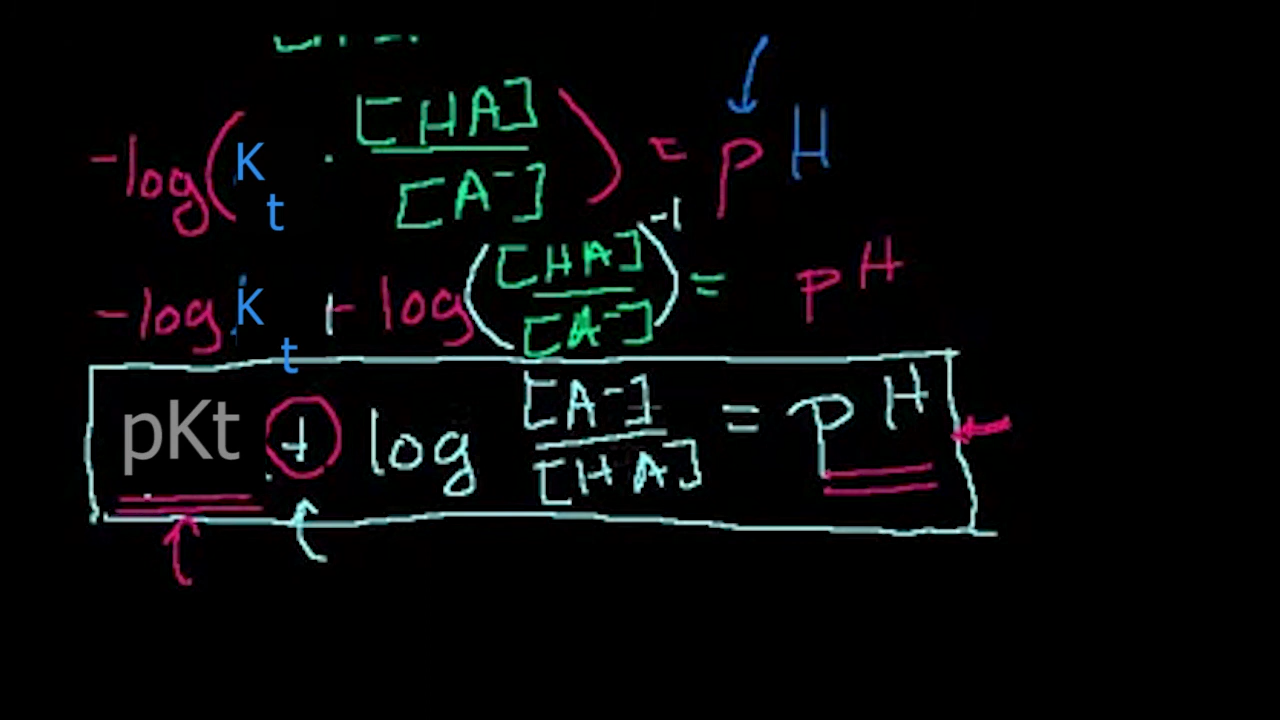 -log(Kt · [HA]/[A⁻]) = pH
-log Kt + log([HA]/[A⁻])⁻¹ = pH
pKt + log [A⁻]/[HA] = pH